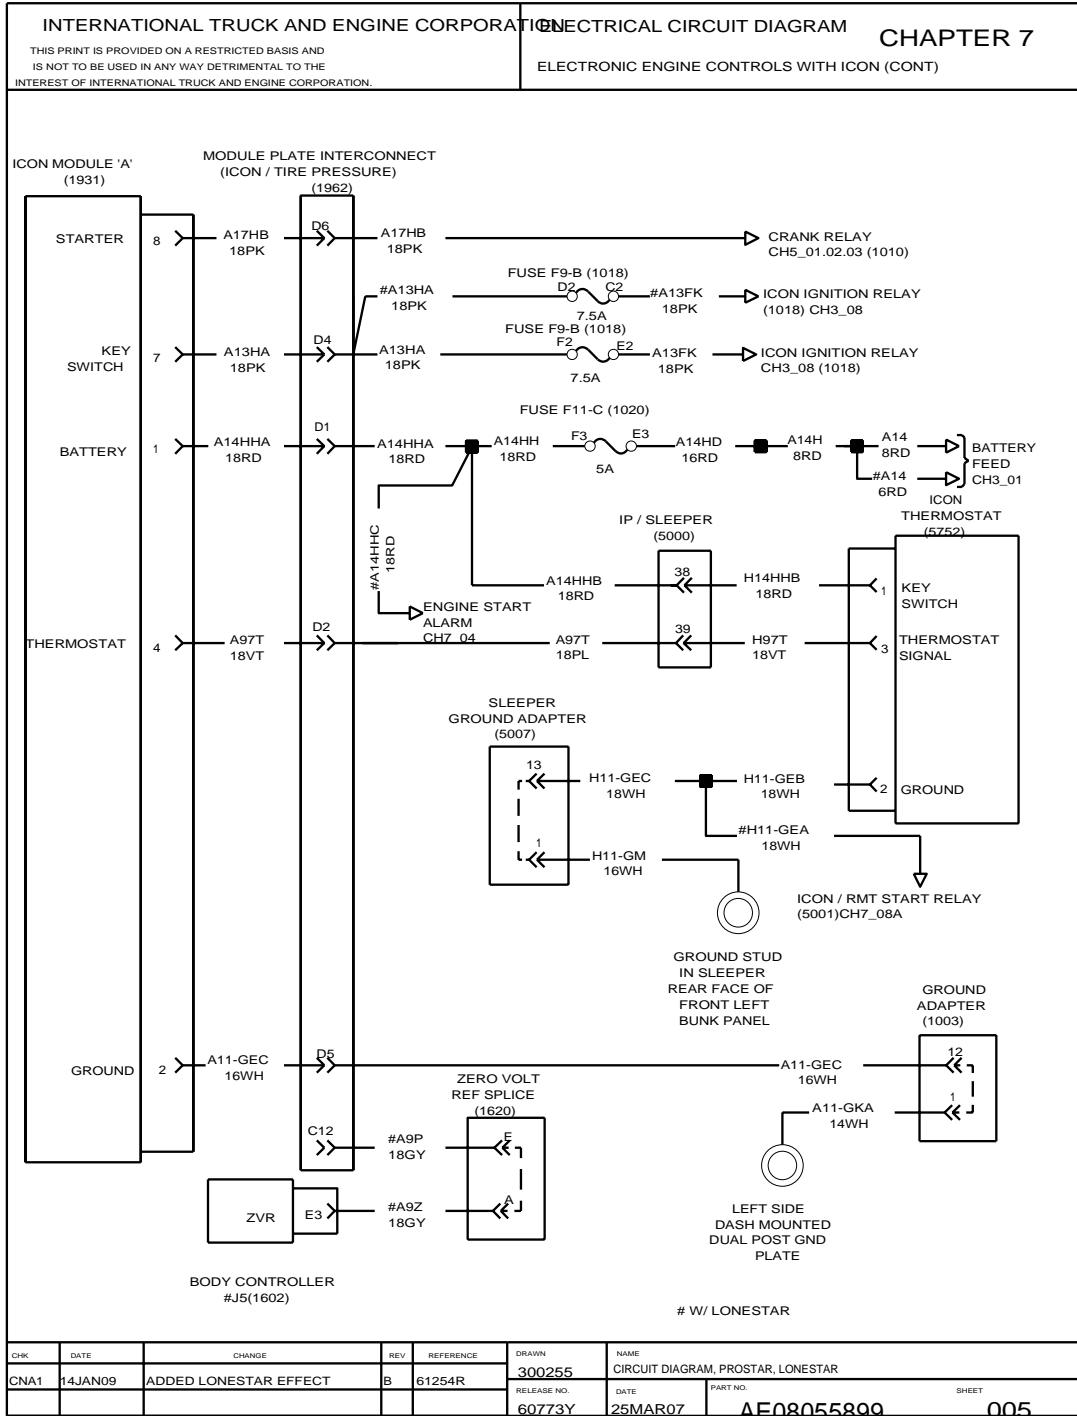 INTERNATIONAL TRUCK AND ENGINE CORPORATION
THIS PRINT IS PROVIDED ON A RESTRICTED BASIS AND
IS NOT TO BE USED IN ANY WAY DETRIMENTAL TO THE
INTEREST OF INTERNATIONAL TRUCK AND ENGINE CORPORATION.
ELECTRICAL CIRCUIT DIAGRAM
CHAPTER 7
ELECTRONIC ENGINE CONTROLS WITH ICON (CONT)
ICON MODULE 'A'
(1931)
MODULE PLATE INTERCONNECT
(ICON / TIRE PRESSURE)
(1962)
STARTER
8
A17HB
18PK
D6
A17HB
18PK
CRANK RELAY
CH5_01.02.03 (1010)
FUSE F9-B (1018)
#A13HA
18PK
D2
C2
7.5A
#A13FK
18PK
ICON IGNITION RELAY
(1018) CH3_08
FUSE F9-B (1018)
KEY
SWITCH
7
A13HA
18PK
D4
A13HA
18PK
F2
E2
7.5A
A13FK
18PK
ICON IGNITION RELAY
CH3_08 (1018)
FUSE F11-C (1020)
BATTERY
1
A14HHA
18RD
D1
A14HHA
18RD
A14HH
18RD
F3
E3
5A
A14HD
16RD
A14H
8RD
A14
8RD
#A14
6RD
BATTERY
FEED
CH3_01
#A14HHC
18RD
ENGINE START
ALARM
CH7_04
IP / SLEEPER
(5000)
ICON
THERMOSTAT
(5752)
A14HHB
18RD
38
H14HHB
18RD
1
KEY
SWITCH
THERMOSTAT
4
A97T
18VT
D2
A97T
18PL
39
H97T
18VT
3
THERMOSTAT
SIGNAL
SLEEPER
GROUND ADAPTER
(5007)
13
H11-GEC
18WH
H11-GEB
18WH
2
GROUND
#H11-GEA
18WH
1
H11-GM
16WH
ICON / RMT START RELAY
(5001)CH7_08A
GROUND STUD
IN SLEEPER
REAR FACE OF
FRONT LEFT
BUNK PANEL
GROUND
ADAPTER
(1003)
GROUND
2
A11-GEC
16WH
D5
A11-GEC
16WH
12
ZERO VOLT
REF SPLICE
(1620)
A11-GKA
14WH
1
C12
#A9P
18GY
E
ZVR
E3
#A9Z
18GY
A
LEFT SIDE
DASH MOUNTED
DUAL POST GND
PLATE
BODY CONTROLLER
#J5(1602)
# W/ LONESTAR
CHK
DATE
CHANGE
REV
REFERENCE
CNA1
14JAN09
ADDED LONESTAR EFFECT
B
61254R
DRAWN
300255
NAME
CIRCUIT DIAGRAM, PROSTAR, LONESTAR
RELEASE NO.
60773Y
DATE
25MAR07
PART NO.
AE08055899
SHEET
005